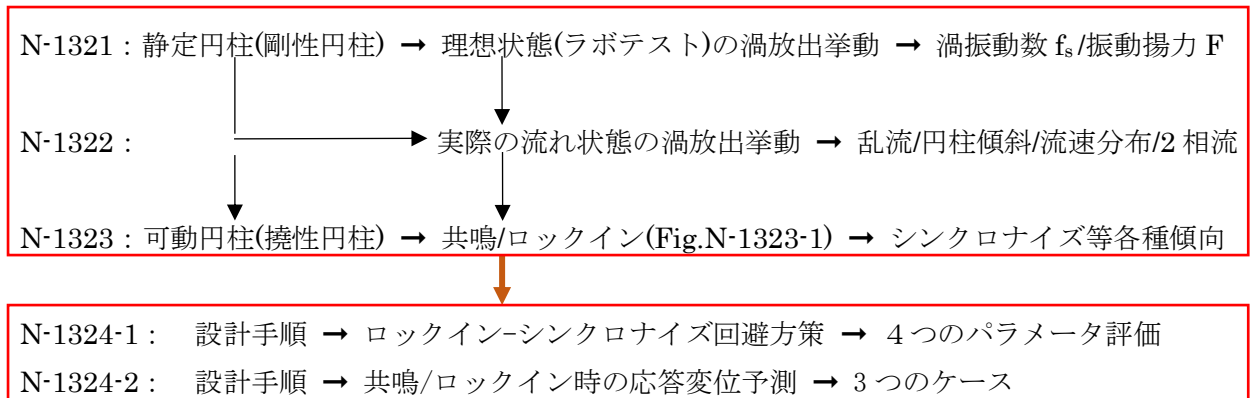 N-1321：静定円柱(剛性円柱) ➞ 理想状態(ラボテスト)の渦放出挙動 ➞ 渦振動数 fs/振動揚力 F
N-1322： 実際の流れ状態の渦放出挙動 ➞ 乱流/円柱傾斜/流速分布/2 相流
N-1323：可動円柱(撓性円柱) ➞ 共鳴/ロックイン(Fig.N-1323-1) ➞ シンクロナイズ等各種傾向
N-1324-1： 設計手順 ➞ ロックイン-シンクロナイズ回避方策 ➞ ４つのパラメータ評価
N-1324-2： 設計手順 ➞ 共鳴/ロックイン時の応答変位予測 ➞ 3 つのケース